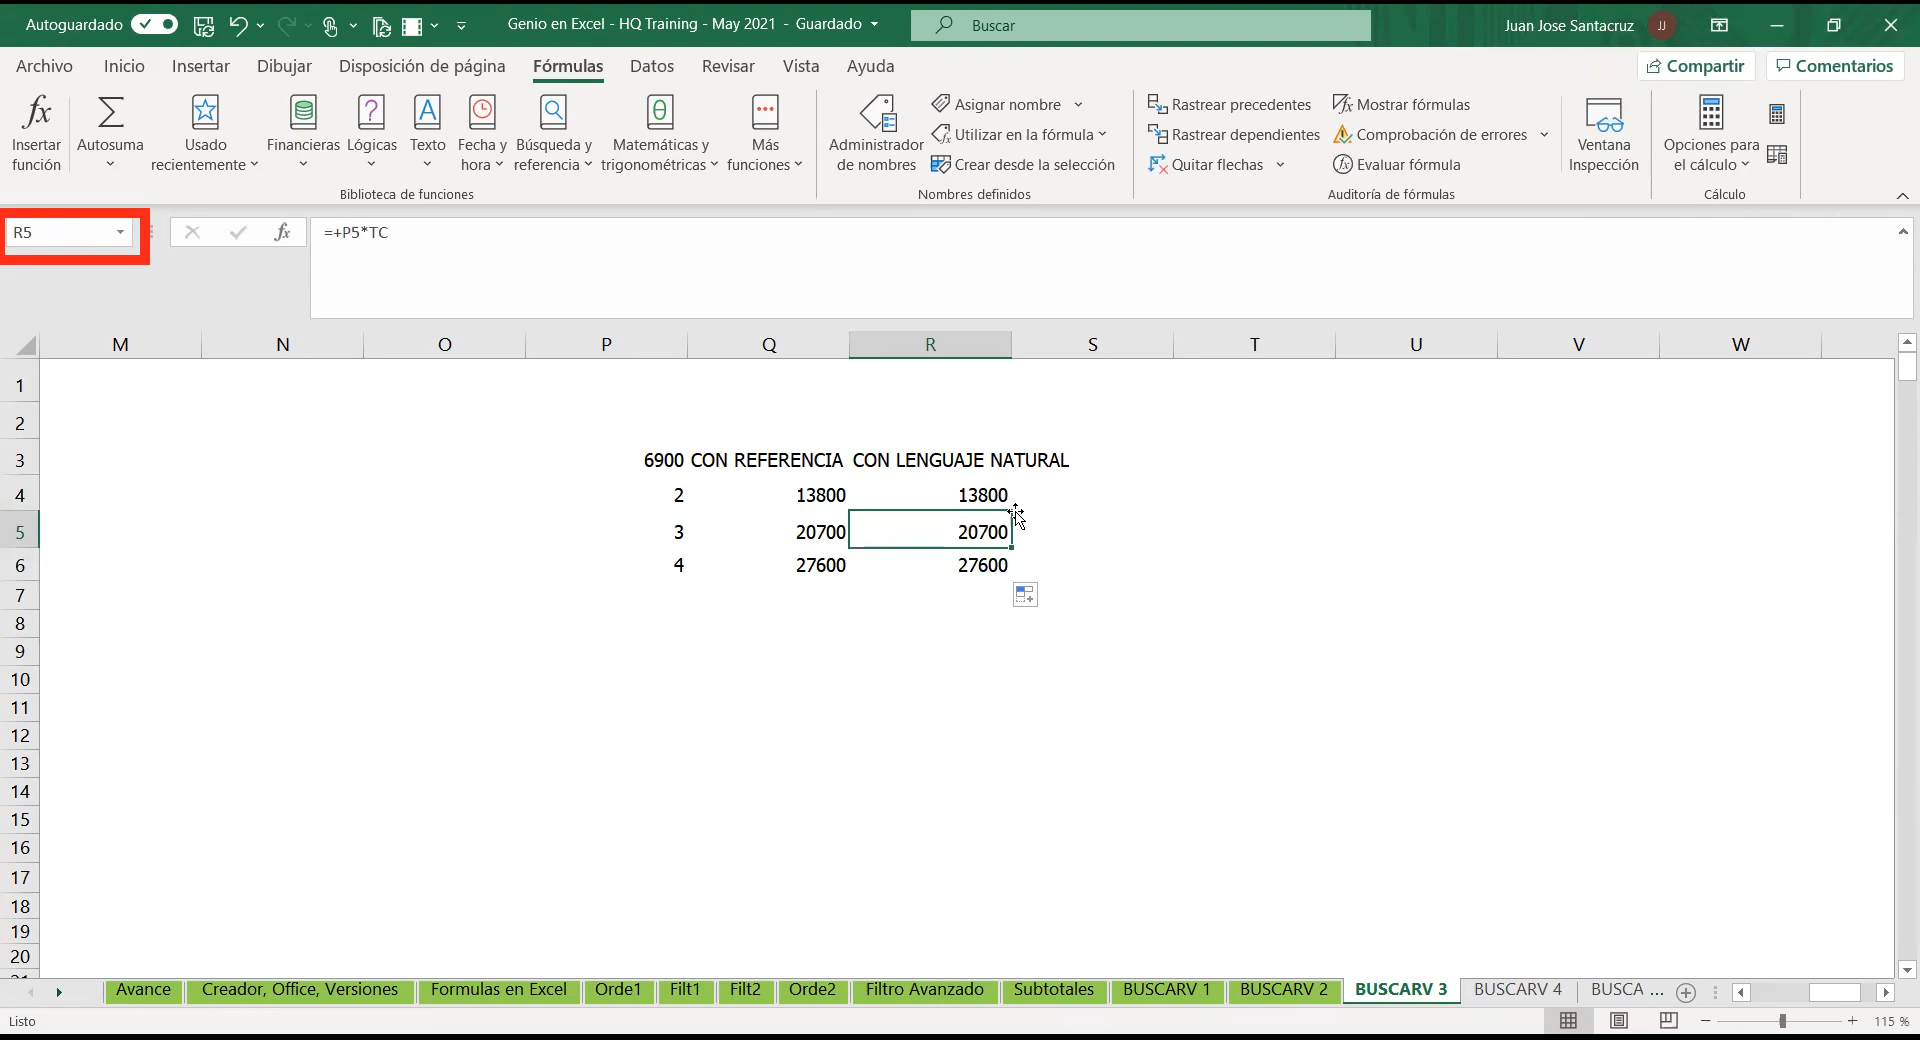 Autoguardado
Genio en Excel - HQ Training - May 2021 - Guardado
Buscar
Juan Jose Santacruz
JJ
Archivo
Inicio
Insertar
Dibujar
Disposición de página
Fórmulas
Datos
Revisar
Vista
Ayuda
Compartir
Comentarios
Insertar
función
Autosuma
Usado
recientemente
Financieras
Lógicas
Texto
Fecha y
hora
Búsqueda y
referencia
Matemáticas y
trigonométricas
Más
funciones
Biblioteca de funciones
Administrador
de nombres
Asignar nombre
Utilizar en la fórmula
Crear desde la selección
Nombres definidos
Rastrear precedentes
Rastrear dependientes
Quitar flechas
Mostrar fórmulas
Comprobación de errores
Evaluar fórmula
Auditoría de fórmulas
Ventana
Inspección
Opciones para
el cálculo
Cálculo
R5
fx
=+P5*TC
M N O P Q R S T U V W
1
2
3 6900 CON REFERENCIA CON LENGUAJE NATURAL
4 2 13800 13800
5 3 20700 20700
6 4 27600 27600
7
8
9
10
11
12
13
14
15
16
17
18
19
20
21
Avance
Creador, Office, Versiones
Formulas en Excel
Orde1
Filt1
Filt2
Orde2
Filtro Avanzado
Subtotales
BUSCARV 1
BUSCARV 2
BUSCARV 3
BUSCARV 4
BUSCA ...
Listo
115 %